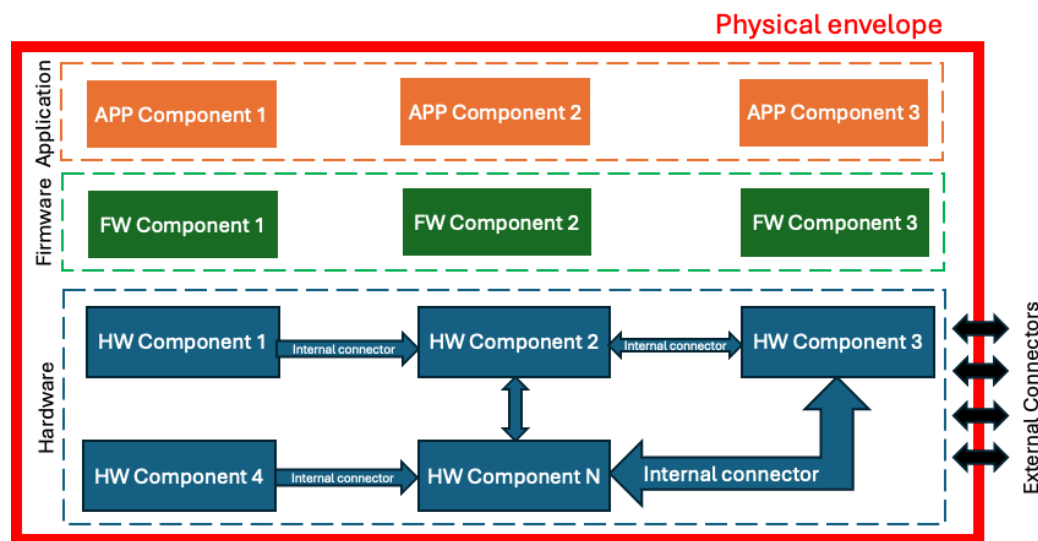 Physical envelope
Application
APP Component 1
APP Component 2
APP Component 3
Firmware
FW Component 1
FW Component 2
FW Component 3
Hardware
HW Component 1
Internal connector
HW Component 2
Internal connector
HW Component 3
HW Component 4
Internal connector
HW Component N
Internal connector
External Connectors